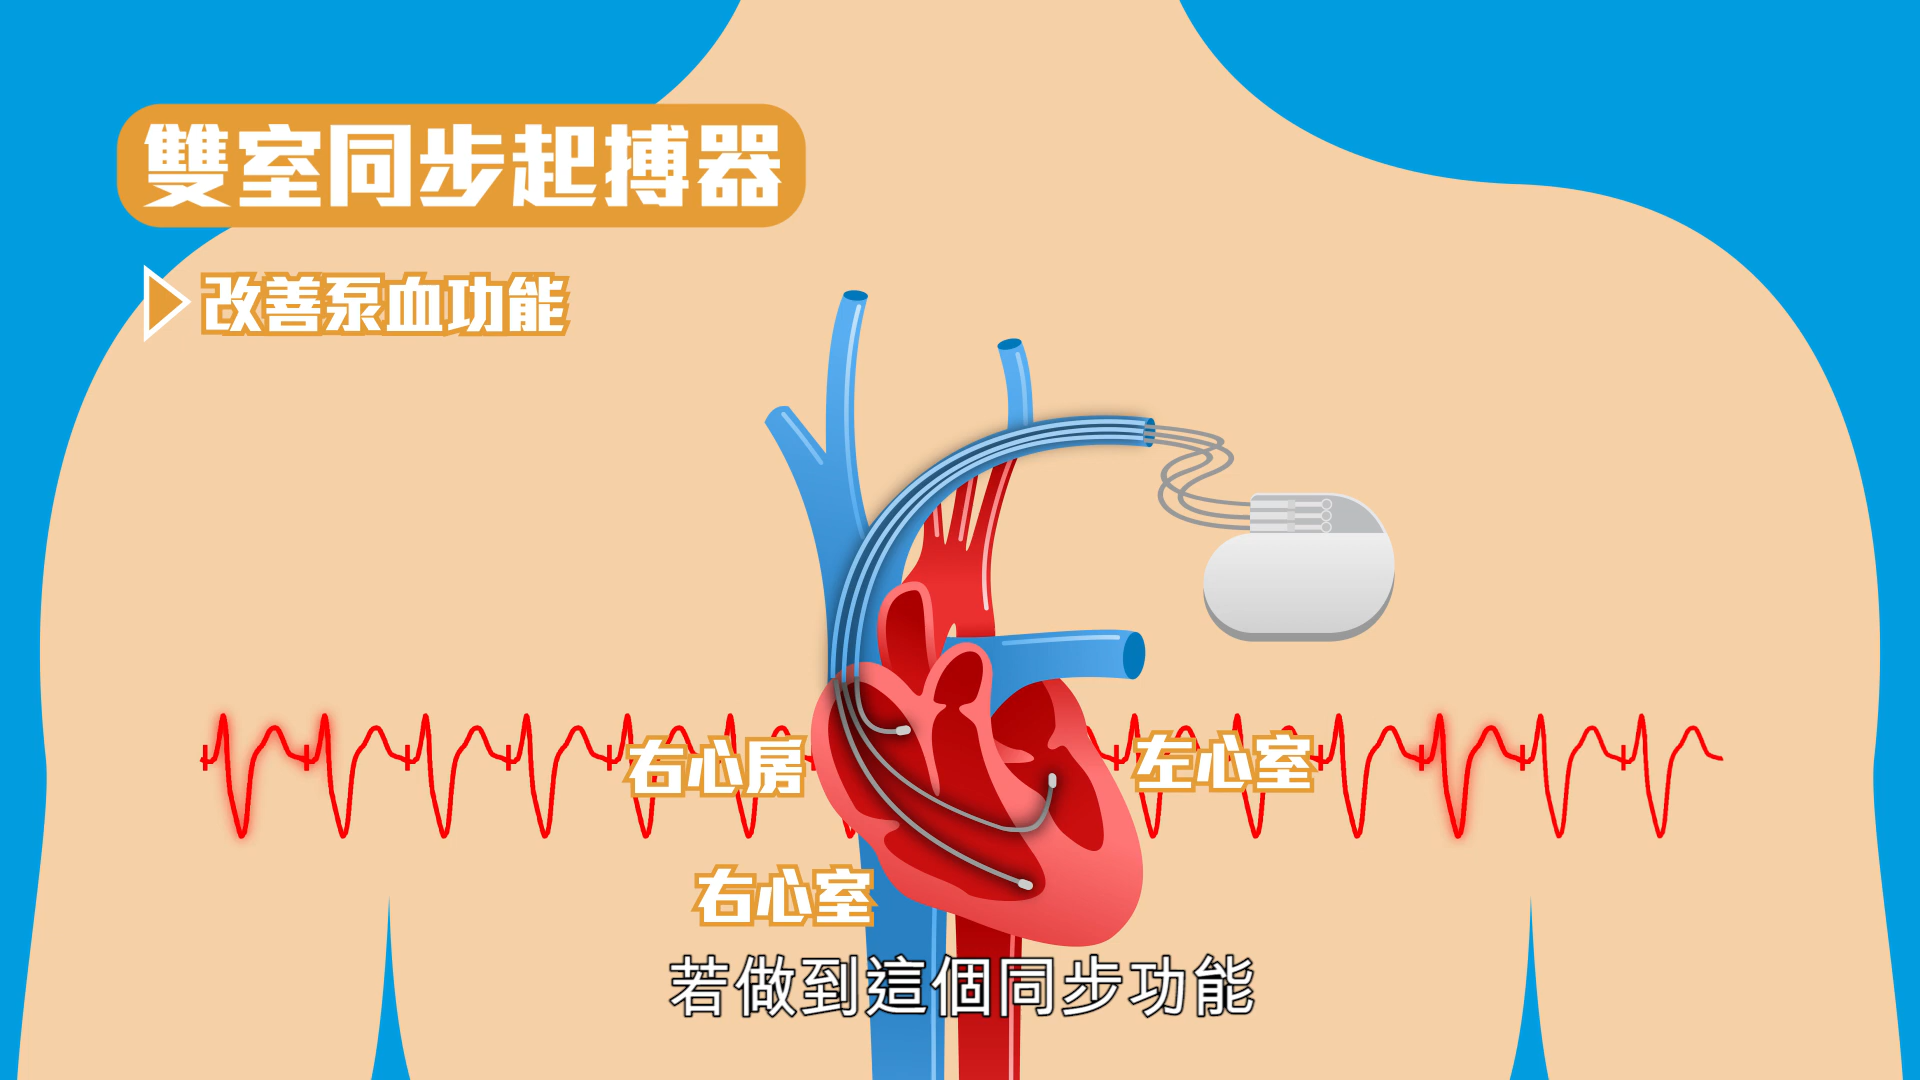 雙室同步起搏器
改善泵血功能
右心房
左心室
右心室
若做到這個同步功能